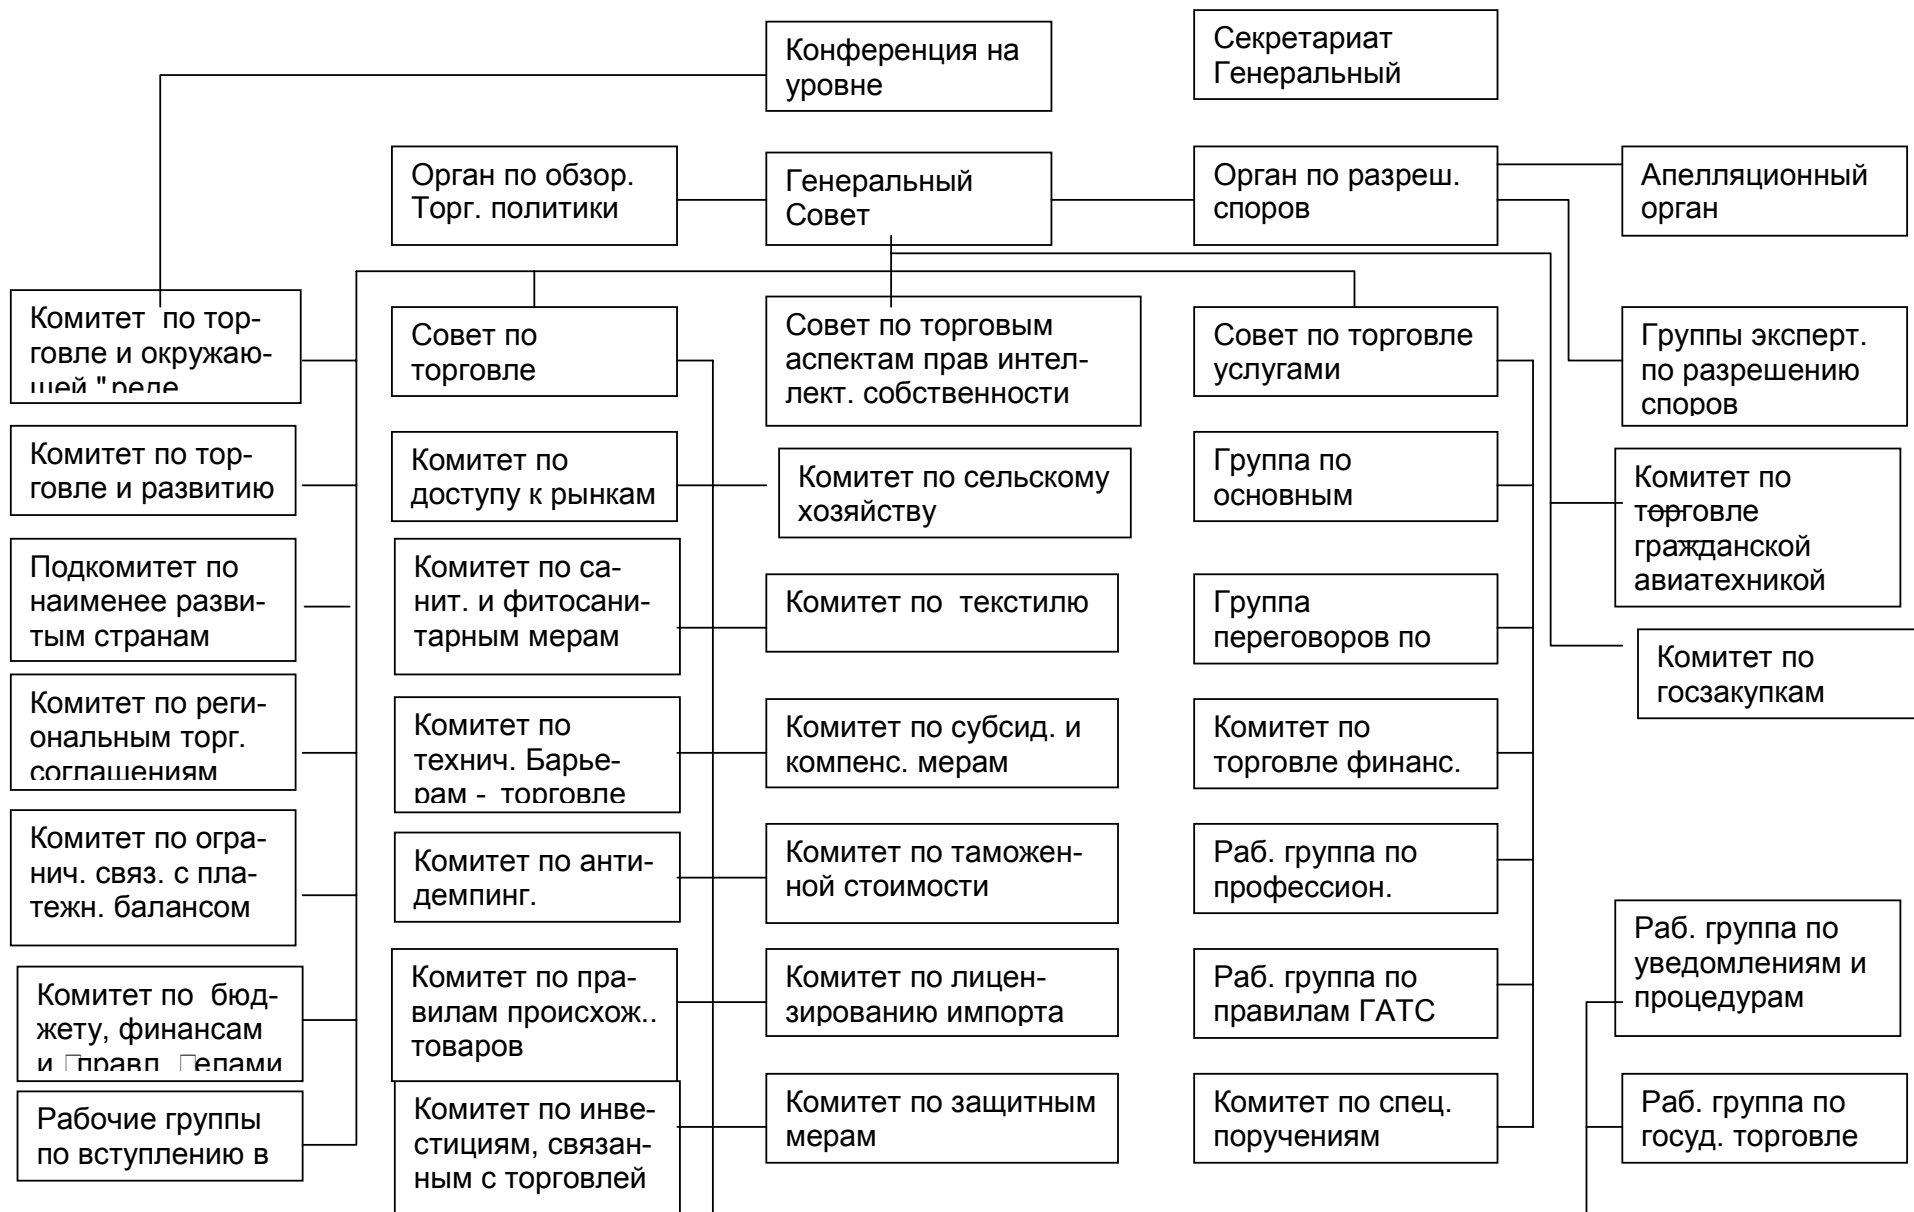 Конференция на
уровне
Секретариат
Генеральный
Орган по обзор.
Торг. политики
Генеральный
Совет
Орган по разреш.
споров
Апелляционный
орган
Комитет по тор-
говле и окружаю-
щей "реде
Совет по
торговле
Совет по торговым
аспектам прав интел-
лект. собственности
Совет по торговле
услугами
Группы эксперт.
по разрешению
споров
Комитет по тор-
говле и развитию
Комитет по
доступу к рынкам
Комитет по сельскому
хозяйству
Группа по
основным
Комитет по
торговле
гражданской
авиатехникой
Подкомитет по
наименее разви-
тым странам
Комитет по са-
нит. и фитосани-
тарным мерам
Комитет по текстилю
Группа
переговоров по
Комитет по
госзакупкам
Комитет по реги-
ональным торг.
соглашениям
Комитет по
технич. Барье-
рам - торговле
Комитет по субсид. и
компенс. мерам
Комитет по
торговле финанс.
Комитет по огра-
нич. связ. с пла-
тежн. балансом
Комитет по анти-
демпинг.
Комитет по таможен-
ной стоимости
Раб. группа по
профессион.
Раб. группа по
уведомлениям и
процедурам
Комитет по бюд-
жету, финансам
и правл елами
Комитет по пра-
вилам происхож..
товаров
Комитет по лицен-
зированию импорта
Раб. группа по
правилам ГАТС
Рабочие группы
по вступлению в
Комитет по инве-
стициям, связан-
ным с торговлей
Комитет по защитным
мерам
Комитет по спец.
поручениям
Раб. группа по
госуд. торговле